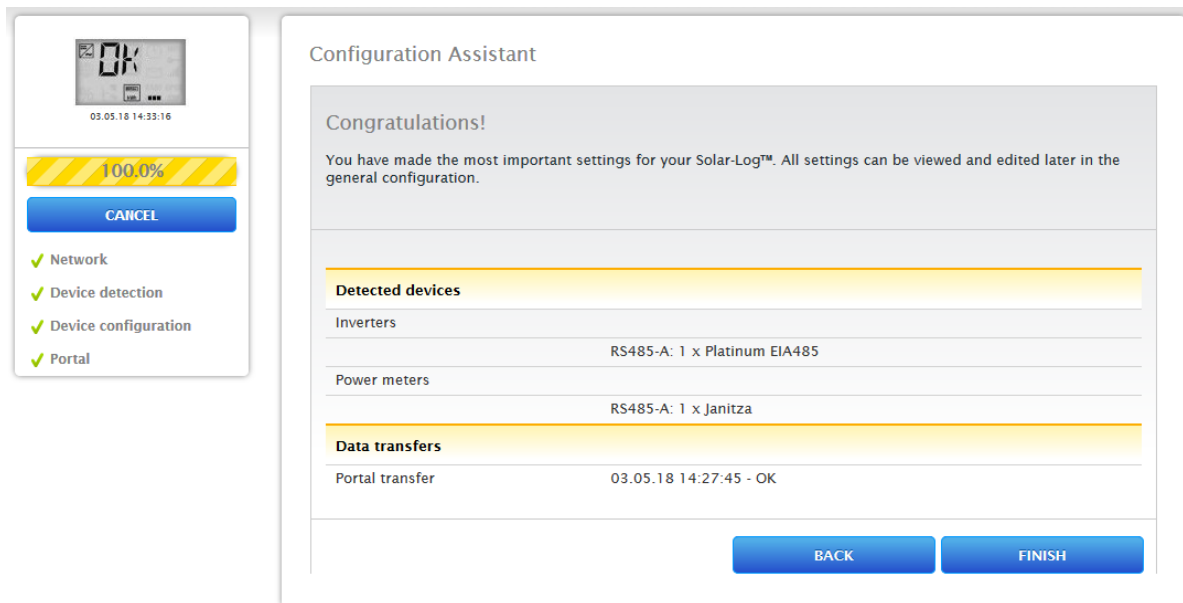 OK
03.05.18 14:33:16
100.0%
CANCEL
Network
Device detection
Device configuration
Portal
Configuration Assistant
Congratulations!
You have made the most important settings for your Solar-Log™. All settings can be viewed and edited later in the
general configuration.
Detected devices
Inverters
RS485-A: 1 x Platinum EIA485
Power meters
RS485-A: 1 x Janitza
Data transfers
Portal transfer 03.05.18 14:27:45 - OK
BACK FINISH